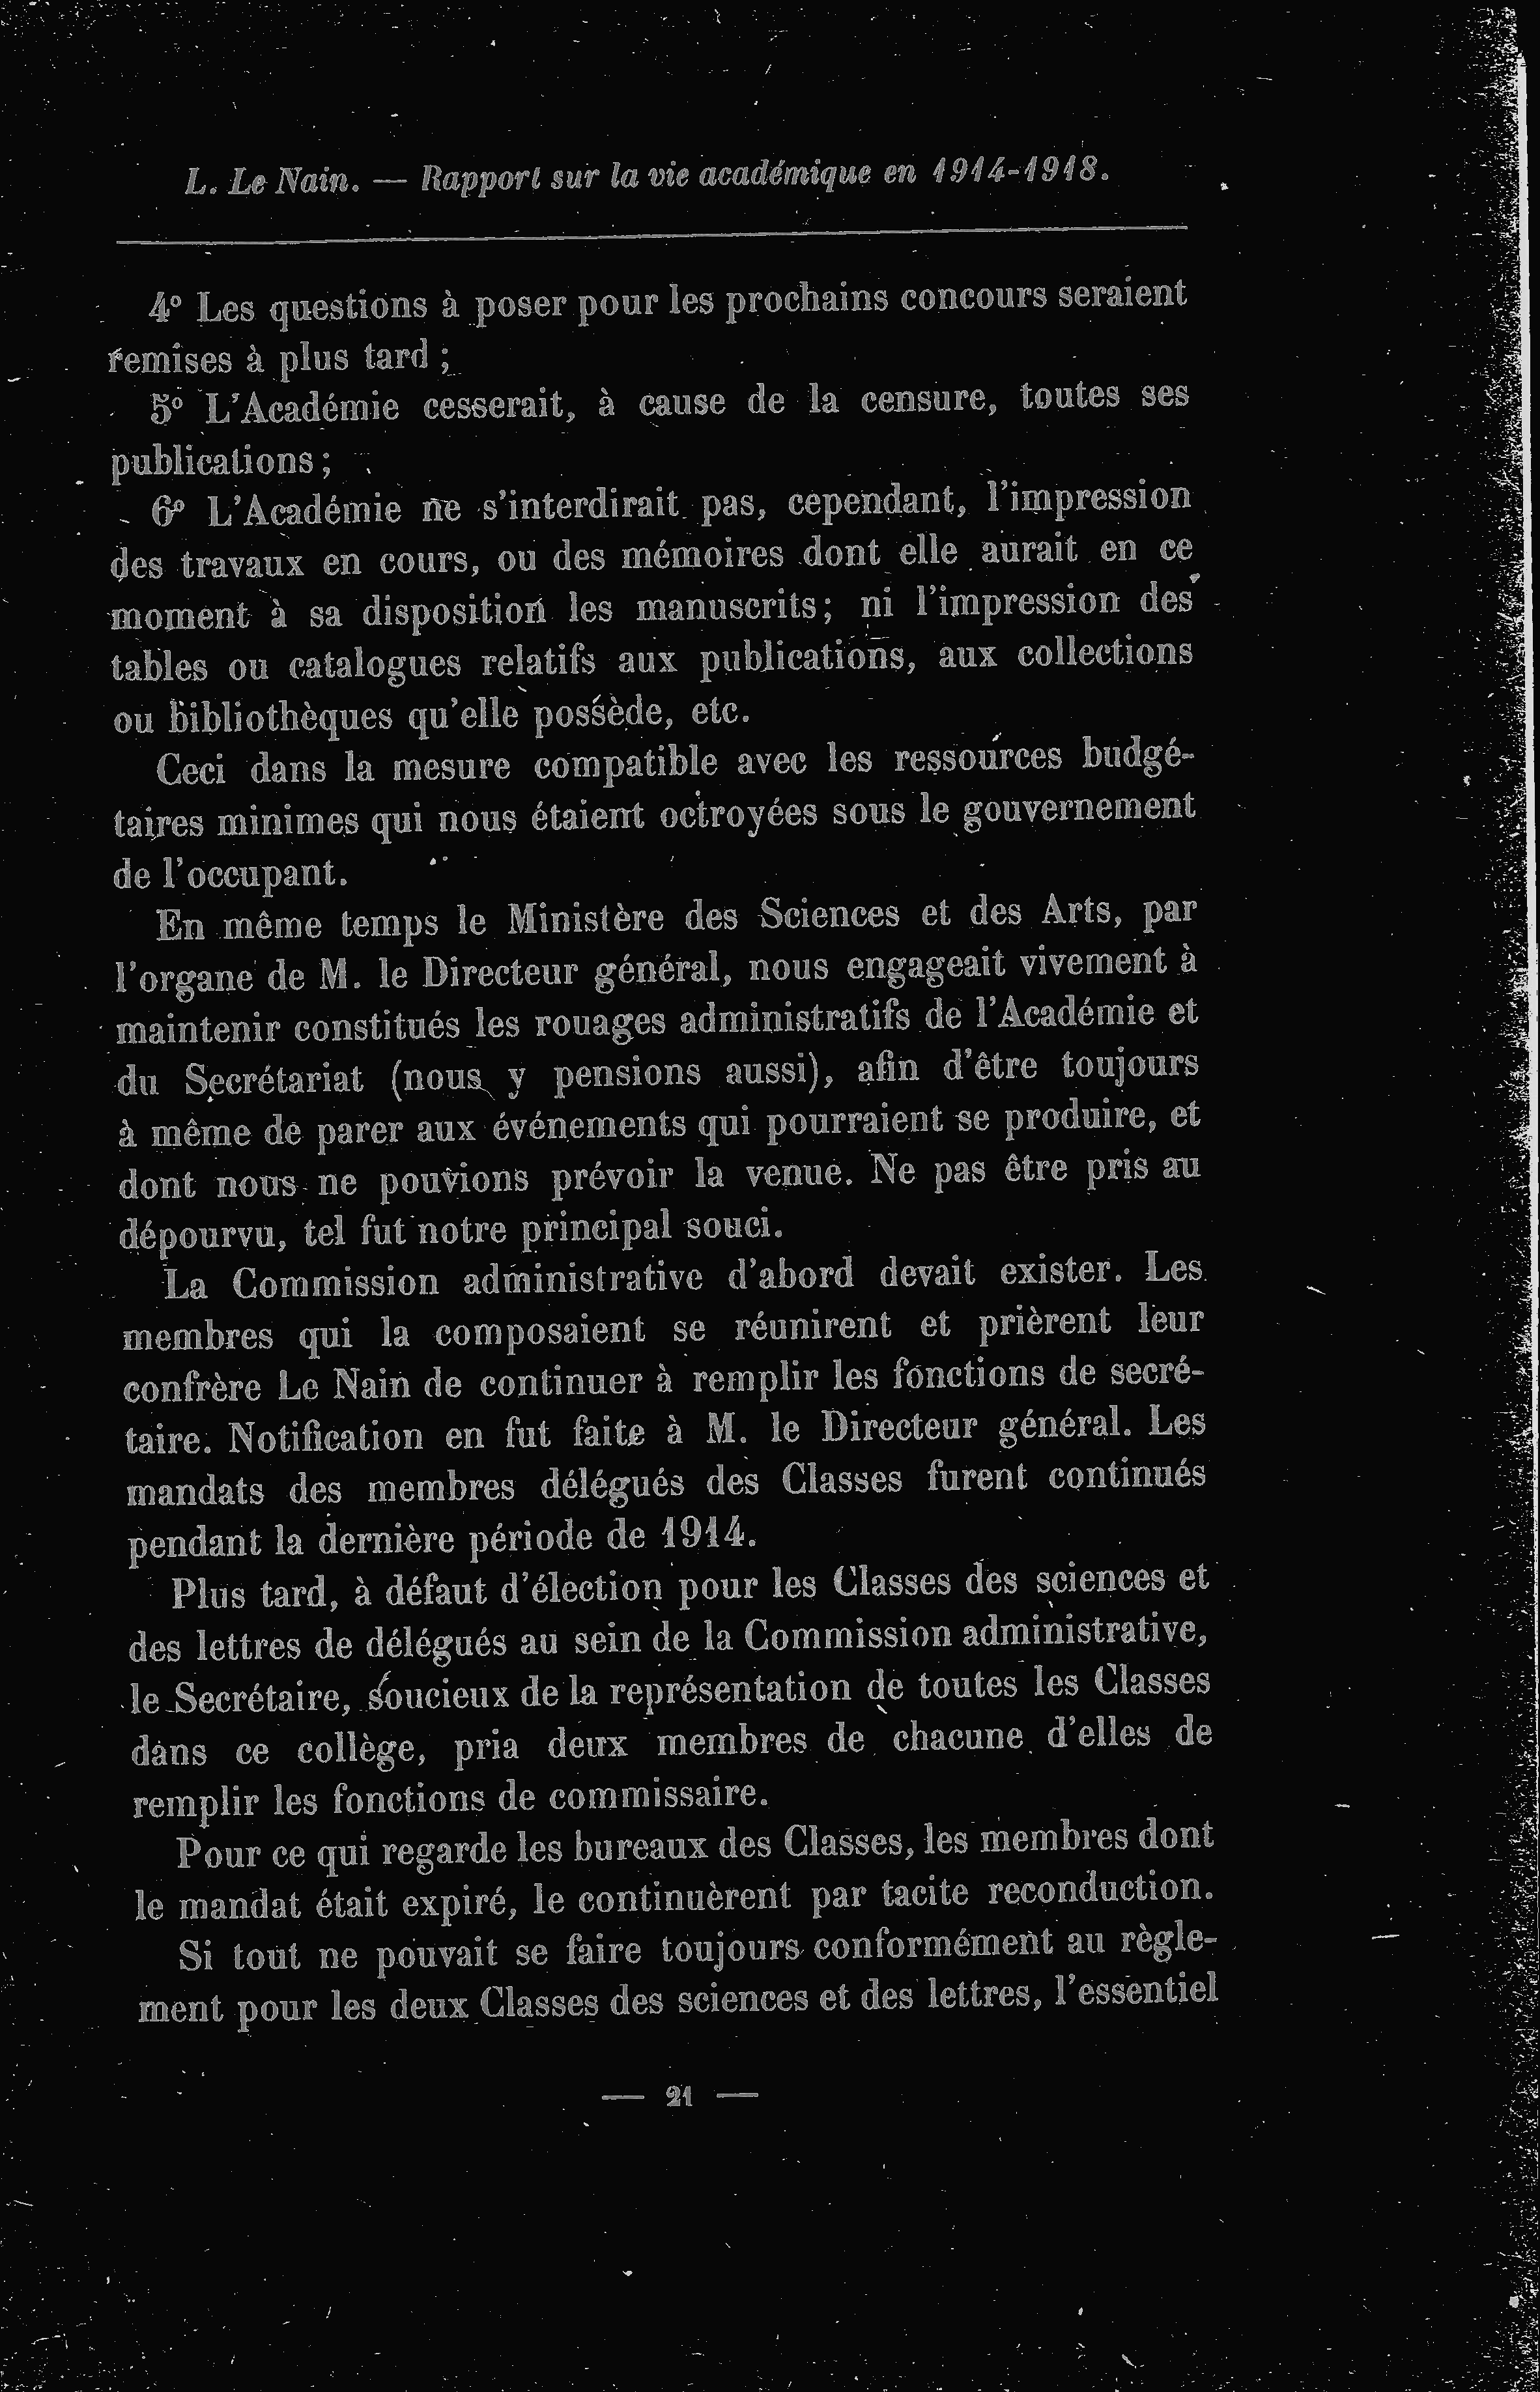 L. Le Nain. — Rapport sur la vie académique en 1914-1918.
4° Les questions à poser pour les prochains concours seraient
remises à plus tard ;
5° L'Académie cesserait, à cause de la censure, toutes ses
publications ;
6° L'Académie ne s'interdirait pas, cependant, l'impression
des travaux en cours, ou des mémoires dont elle aurait en ce
moment à sa disposition les manuscrits ; ni l'impression des
tables ou catalogues relatifs aux publications, aux collections
ou bibliothèques qu'elle possède, etc.
Ceci dans la mesure compatible avec les ressources budgé-
taires minimes qui nous étaient octroyées sous le gouvernement
de l'occupant.
En même temps le Ministère des Sciences et des Arts, par
l'organe de M. le Directeur général, nous engageait vivement à
maintenir constitués les rouages administratifs de l'Académie et
du Secrétariat (nous y pensions aussi), afin d'être toujours
à même de parer aux événements qui pourraient se produire, et
dont nous ne pouvions prévoir la venue. Ne pas être pris au
dépourvu, tel fut notre principal souci.
La Commission administrative d'abord devait exister. Les
membres qui la composaient se réunirent et prièrent leur
confrère Le Nain de continuer à remplir les fonctions de secré-
taire. Notification en fut faite à M. le Directeur général. Les
mandats des membres délégués des Classes furent continués
pendant la dernière période de 1914.
Plus tard, à défaut d'élection pour les Classes des sciences et
des lettres de délégués au sein de la Commission administrative,
le Secrétaire, soucieux de la représentation de toutes les Classes
dans ce collège, pria deux membres de chacune d'elles de
remplir les fonctions de commissaire.
Pour ce qui regarde les bureaux des Classes, les membres dont
le mandat était expiré, le continuèrent par tacite reconduction.
Si tout ne pouvait se faire toujours conformément au règle-
ment pour les deux Classes des sciences et des lettres, l'essentiel
— 21 —